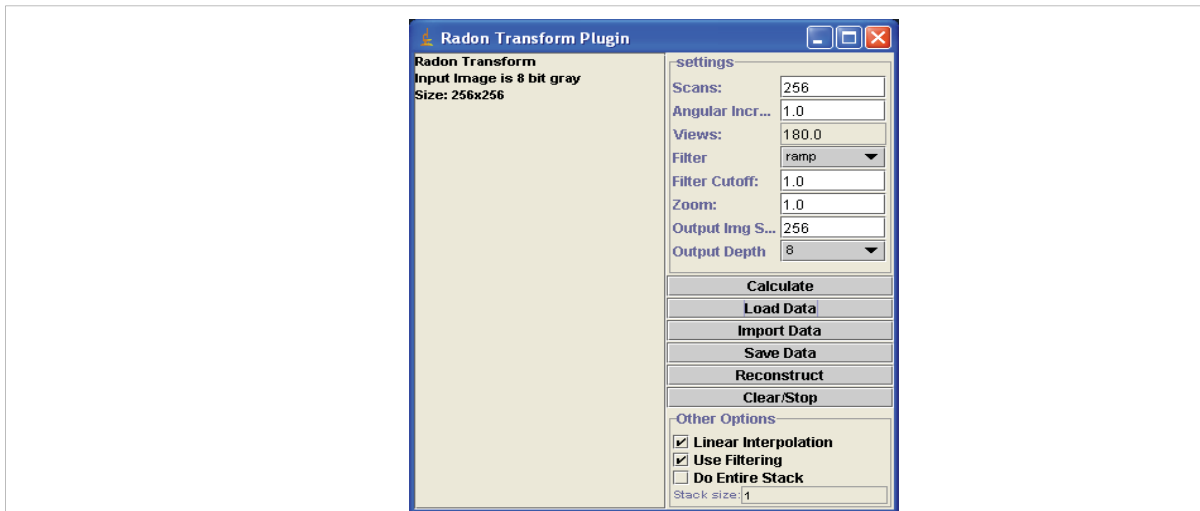 Radon Transform Plugin
Radon Transform
Input Image is 8 bit gray
Size: 256x256
settings
Scans: 256
Angular Incr... 1.0
Views: 180.0
Filter ramp
Filter Cutoff: 1.0
Zoom: 1.0
Output Img S... 256
Output Depth 8
Calculate
Load Data
Import Data
Save Data
Reconstruct
Clear/Stop
Other Options
Linear Interpolation
Use Filtering
Do Entire Stack
Stack size: 1